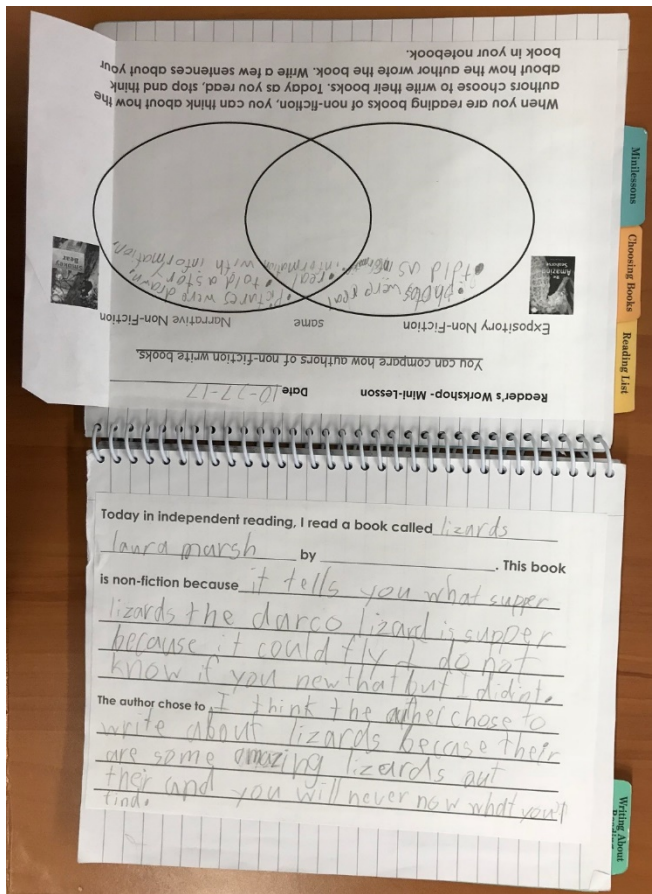 Reader's Workshop- Mini-Lesson Date 10-27-17
You can compare how authors of non-fiction write books.
Expository Non-Fiction same Narrative Non-Fiction
• photos were real
• told as
• real
information
• Pictures were drawn.
• told a story
with information.
Amazing
Smokey
Bear
When you are reading books of non-fiction, you can think about how the
authors choose to write their books. Today as you read, stop and think
about how the author wrote the book. Write a few sentences about your
book in your notebook.
Minilessons
Choosing Books
Reading List
Today in independent reading, I read a book called lizards
laura marsh by . This book
is non-fiction because it tells you what supper
lizards the darco lizard is supper
because it could fly I do not
know if you new that but I didint.
The author chose to I think the auther chose to
write about lizards becase their
are some amazing lizards out
their and you will never now what you'll
find.
Writing About